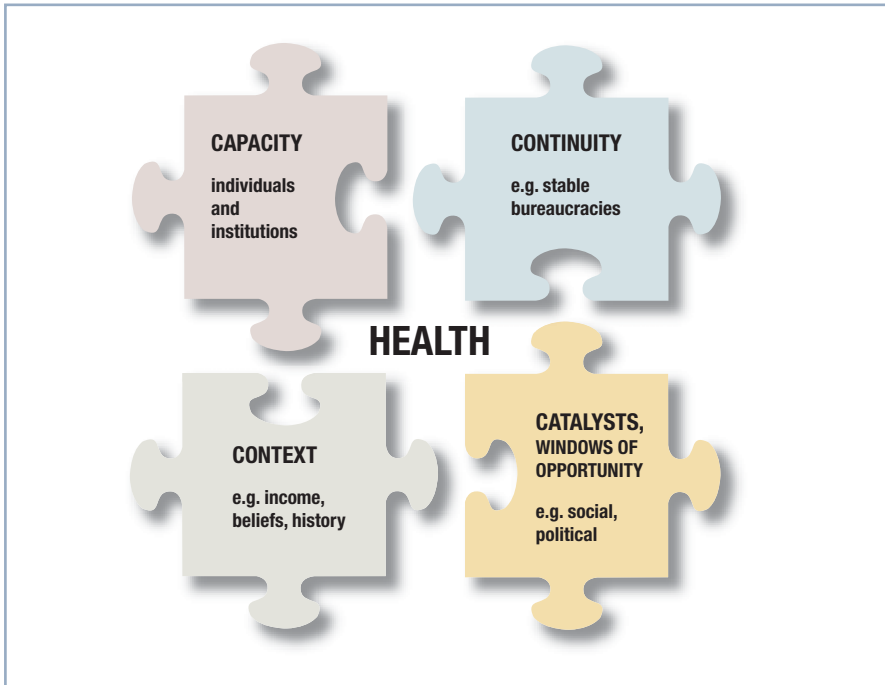 CAPACITY
individuals
and
institutions
CONTINUITY
e.g. stable
bureaucracies
HEALTH
CONTEXT
e.g. income,
beliefs, history
CATALYSTS,
WINDOWS OF
OPPORTUNITY
e.g. social,
political